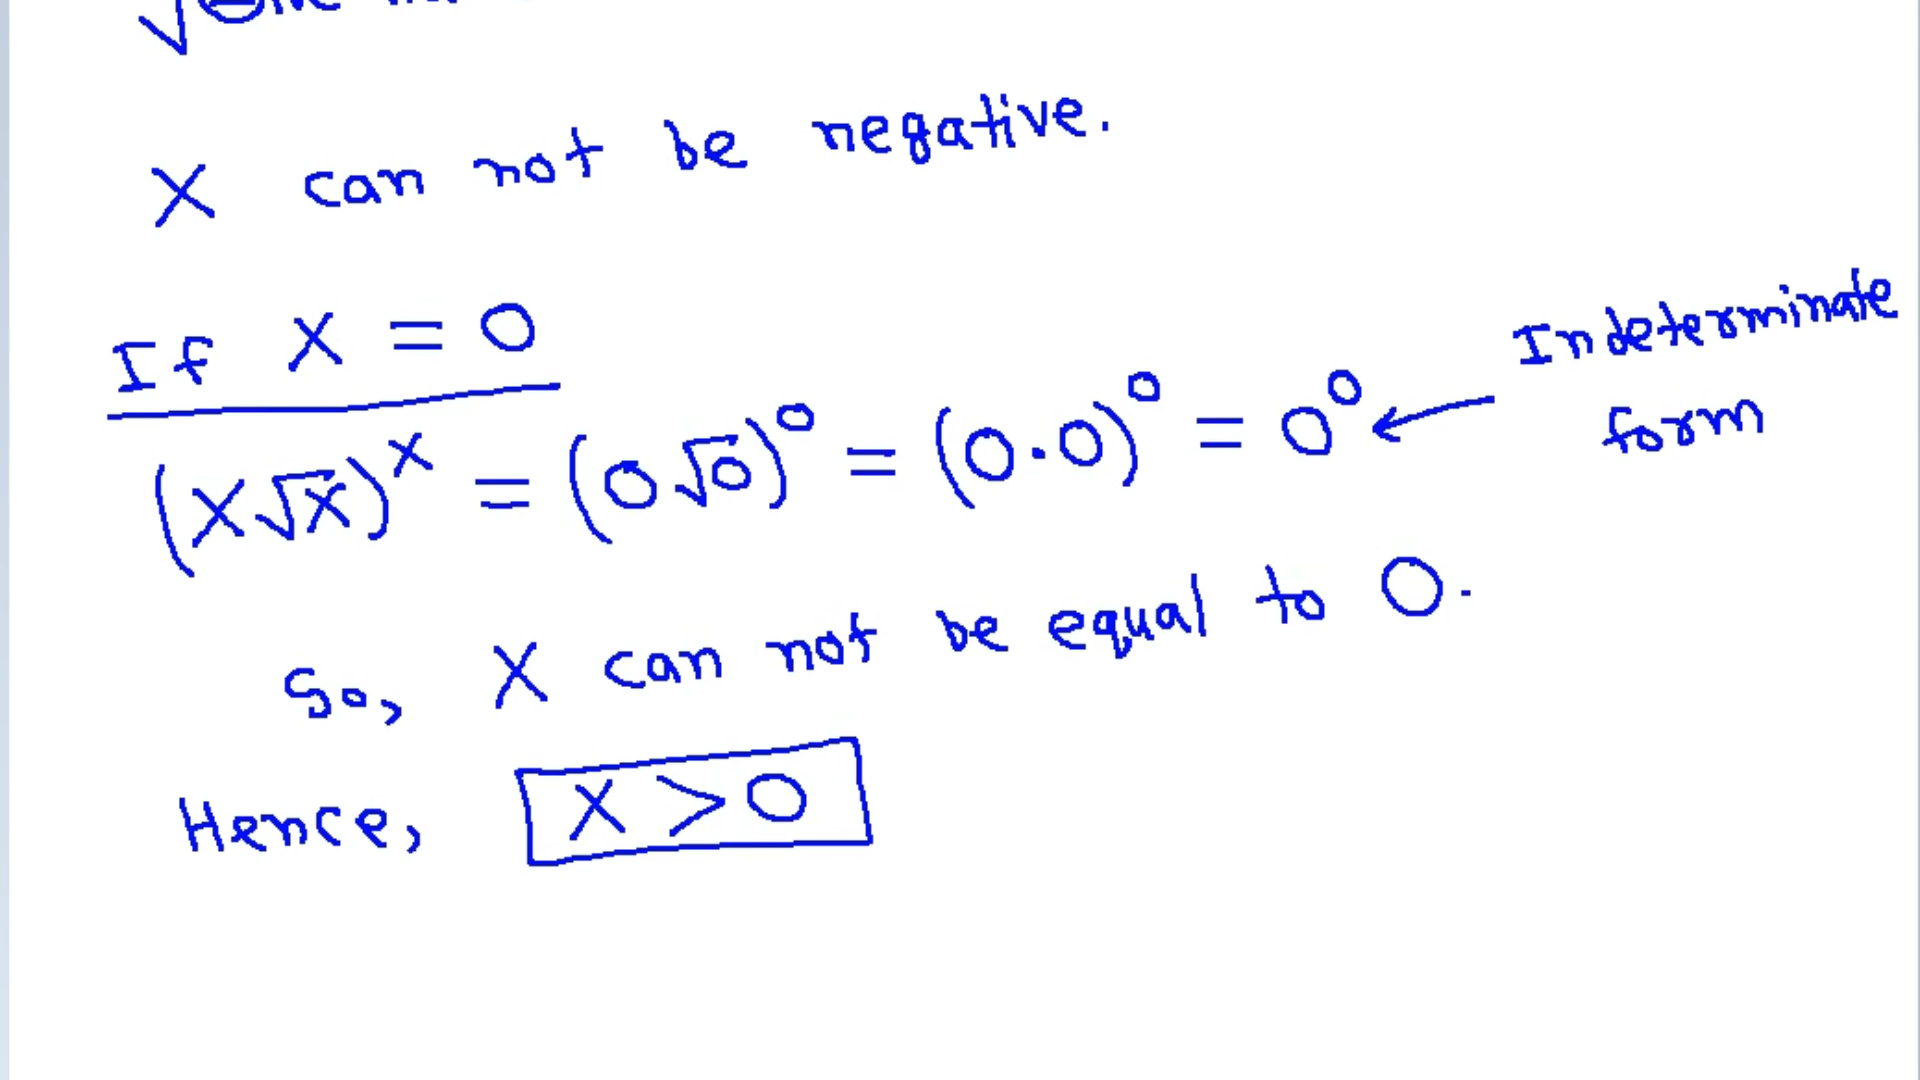 X can not be negative.
If X = 0
(X√X)^X = (0√0)^0 = (0·0)^0 = 0^0 ← Indeterminate form
So, X can not be equal to 0.
Hence, X > 0